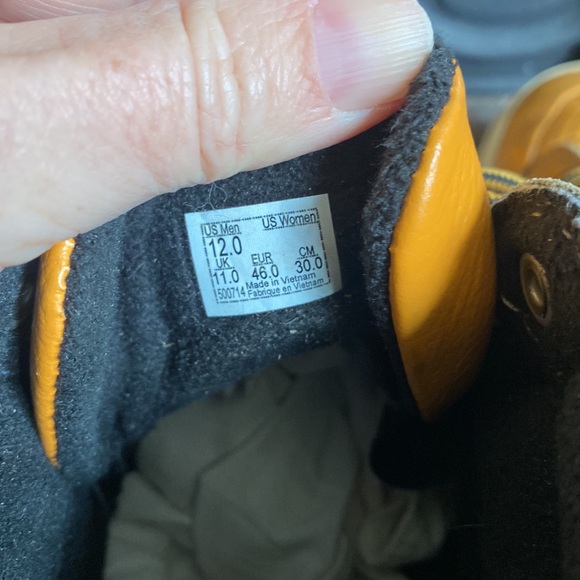 US Men US Women
12.0
UK EUR CM
11.0 46.0 30.0
500714 Made in Vietnam
Fabrique en Vietnam